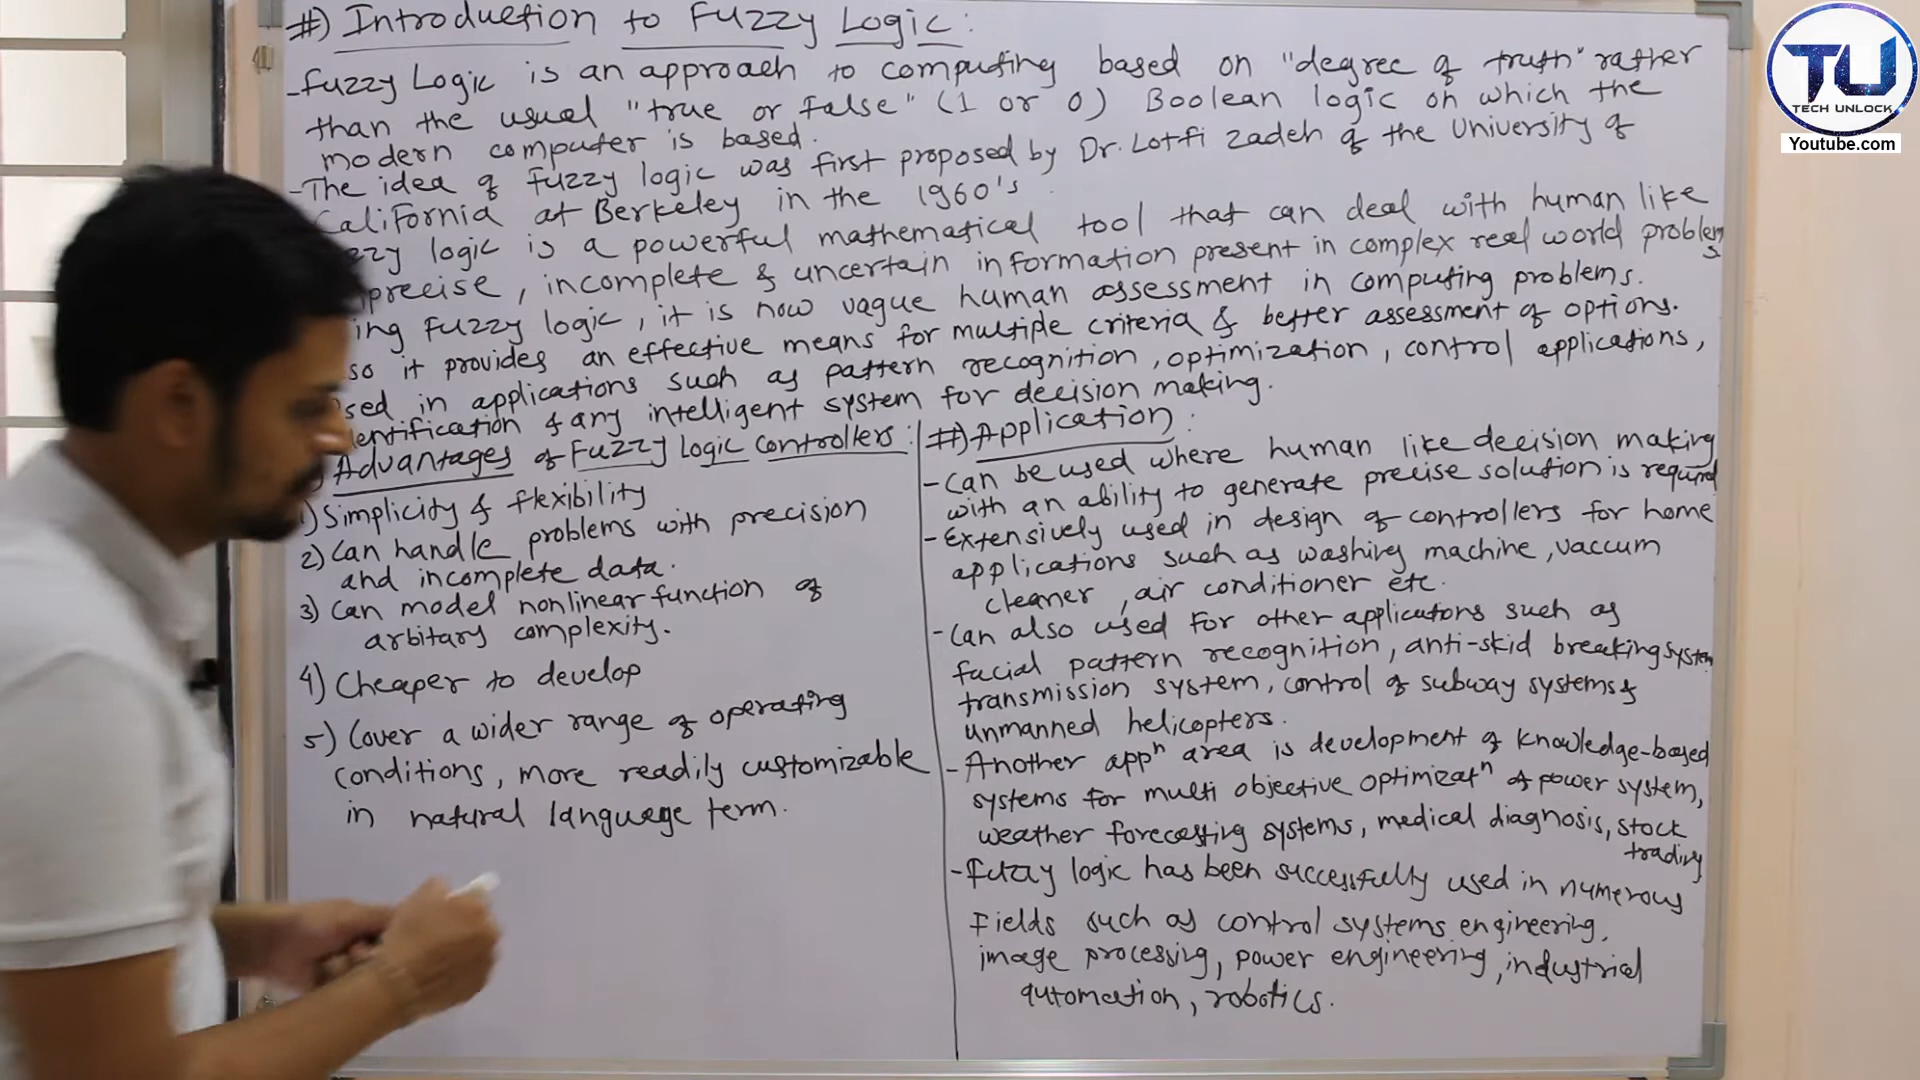 #) Introduction to Fuzzy Logic:
- Fuzzy Logic is an approach to computing based on "degree of truth" rather
than the usual "true or False" (1 or 0) Boolean logic on which the
modern computer is based.
- The idea of Fuzzy logic was first proposed by Dr. Lotfi Zadeh of the University of
California at Berkeley in the 1960's.
zzy logic is a powerful mathematical tool that can deal with human like
precise, incomplete & uncertain information present in complex real world problems
ing Fuzzy logic, it is now vague human assessment in computing problems.
so it provides an effective means for multiple criteria & better assessment of options.
sed in applications such as pattern recognition, optimization, control applications,
entification & any intelligent system for decision making.
) Advantages of Fuzzy Logic Controllers:
1) Simplicity & flexibility
2) Can handle problems with precision
and incomplete data.
3) Can model nonlinear function of
arbitary complexity.
4) Cheaper to develop
5) Cover a wider range of operating
conditions, more readily customizable
in natural language term.
#) Application:
- Can be used where human like decision making
with an ability to generate precise solution is required
- Extensively used in design of controllers for home
applications such as washing machine, vaccum
cleaner, air conditioner etc.
- Can also used for other applications such as
facial pattern recognition, anti-skid breaking system
transmission system, control of subway systems &
unmanned helicopters.
- Another appⁿ area is development of knowledge-based
systems for multi objective optimizatⁿ of power system,
weather forecasting systems, medical diagnosis, stock
trading
- Fuzzy logic has been successfully used in numerous
Fields such as control systems engineering,
image processing, power engineering, industrial
automation, robotics.
TU
TECH UNLOCK
Youtube.com